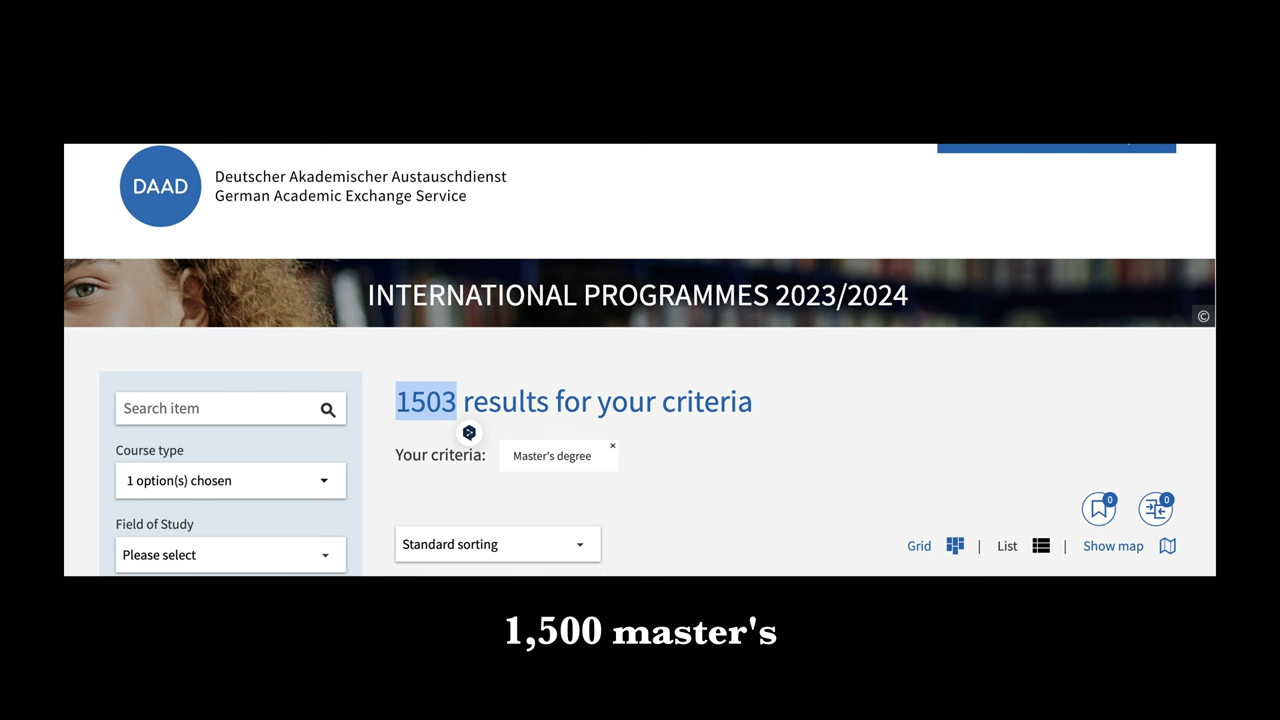 DAAD
Deutscher Akademischer Austauschdienst
German Academic Exchange Service
INTERNATIONAL PROGRAMMES 2023/2024
©
Search item
Course type
1 option(s) chosen
Field of Study
Please select
1503 results for your criteria
Your criteria: Master's degree ×
0 0
Standard sorting
Grid | List | Show map
1,500 master's